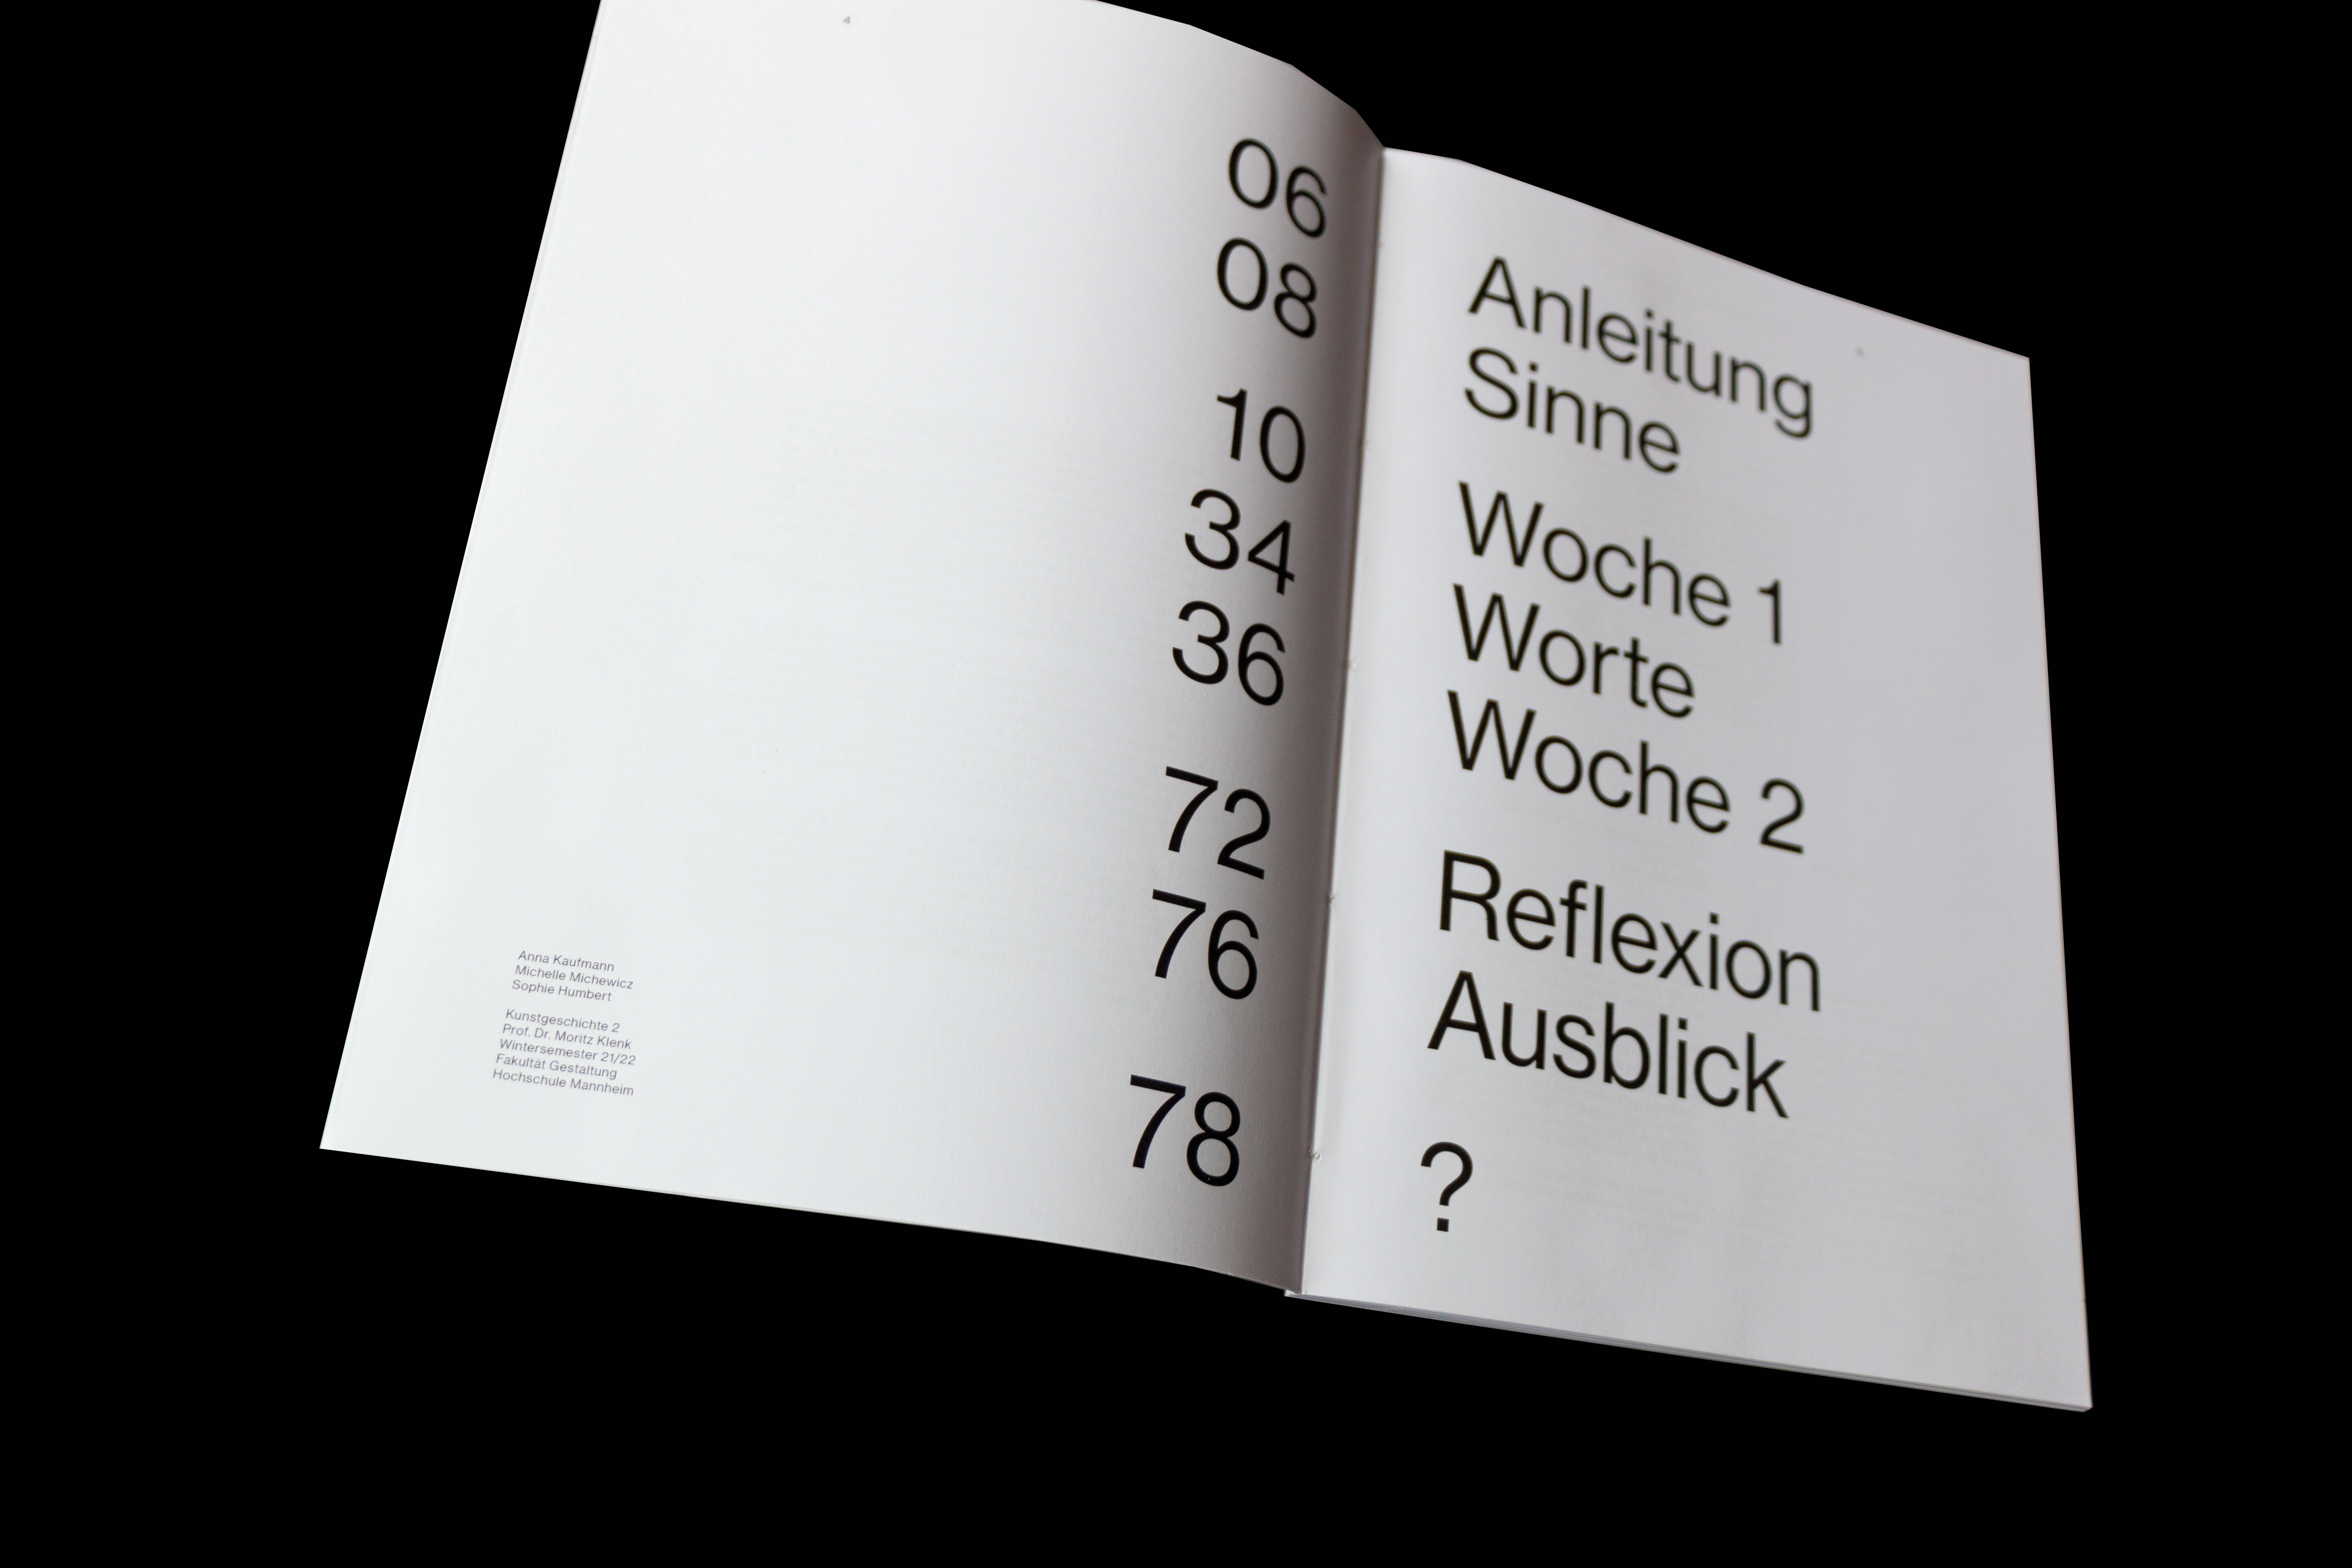 4
06
08
10
34
36
72
76
78
Anna Kaufmann
Michelle Michewicz
Sophie Humbert
Kunstgeschichte 2
Prof. Dr. Moritz Klenk
Wintersemester 21/22
Fakultät Gestaltung
Hochschule Mannheim
Anleitung
Sinne
Woche 1
Worte
Woche 2
Reflexion
Ausblick
?